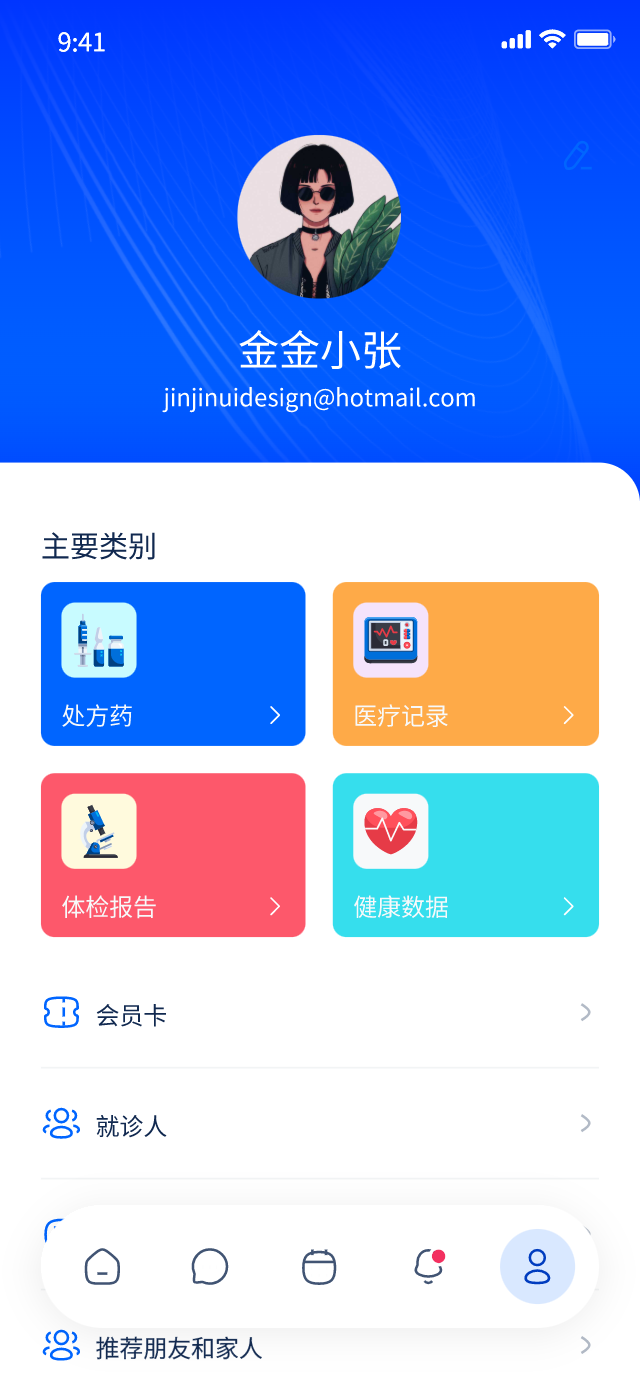 9:41
金金小张
jinjinuidesign@hotmail.com
主要类别
处方药
医疗记录
体检报告
健康数据
会员卡
就诊人
推荐朋友和家人